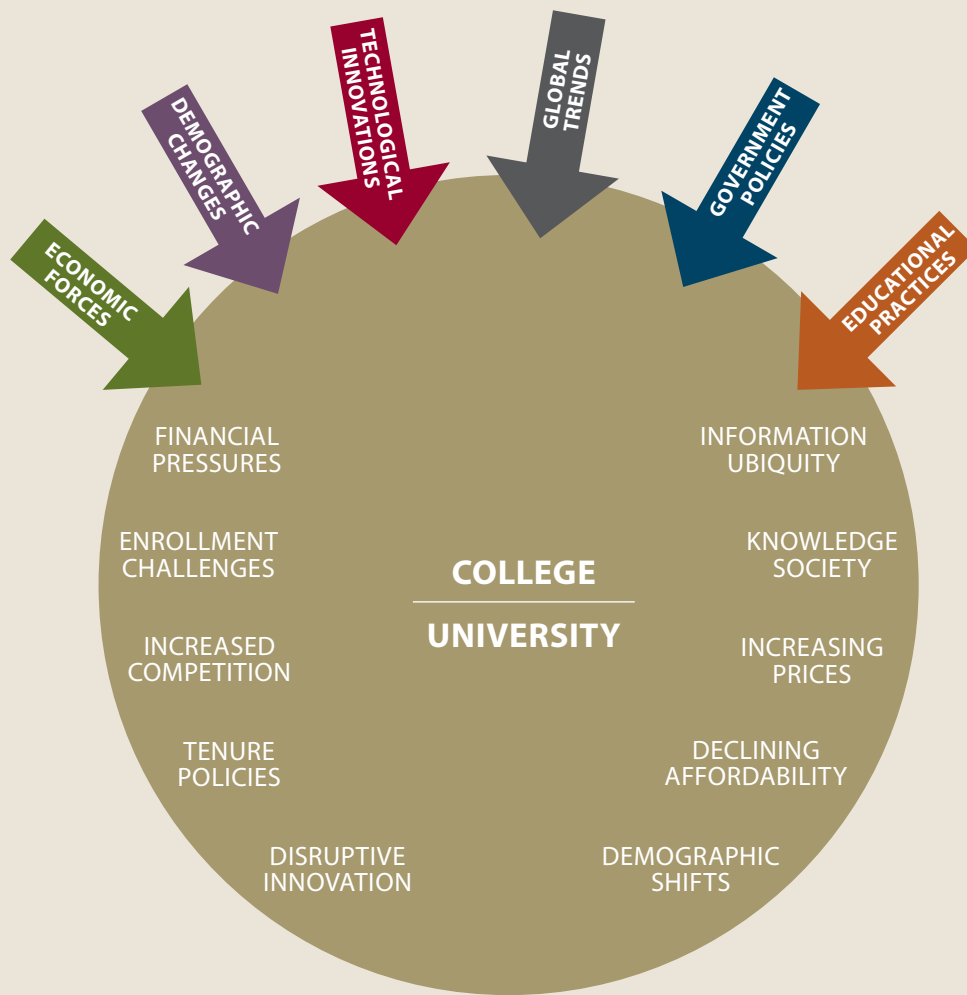 ECONOMIC
FORCES
DEMOGRAPHIC
CHANGES
TECHNOLOGICAL
INNOVATIONS
GLOBAL
TRENDS
GOVERNMENT
POLICIES
EDUCATIONAL
PRACTICES
FINANCIAL
PRESSURES
ENROLLMENT
CHALLENGES
INCREASED
COMPETITION
TENURE
POLICIES
DISRUPTIVE
INNOVATION
COLLEGE
UNIVERSITY
INFORMATION
UBIQUITY
KNOWLEDGE
SOCIETY
INCREASING
PRICES
DECLINING
AFFORDABILITY
DEMOGRAPHIC
SHIFTS